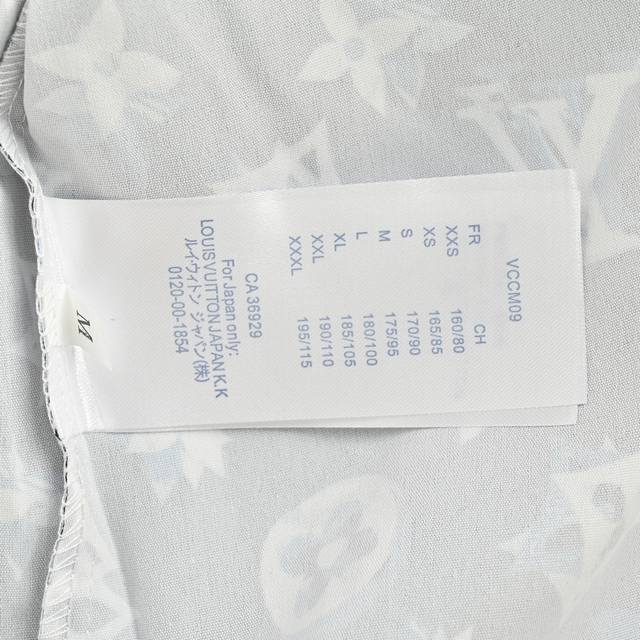 VCCM09
FR CH
XXS 160/80
XS 165/85
S 170/90
M 175/95
L 180/100
XL 185/105
XXL 190/110
XXXL 195/115
CA 36929
For Japan only:
LOUIS VUITTON JAPAN K.K
ルイ ヴィトン ジャパン(株)
0120-00-1854
M
LV